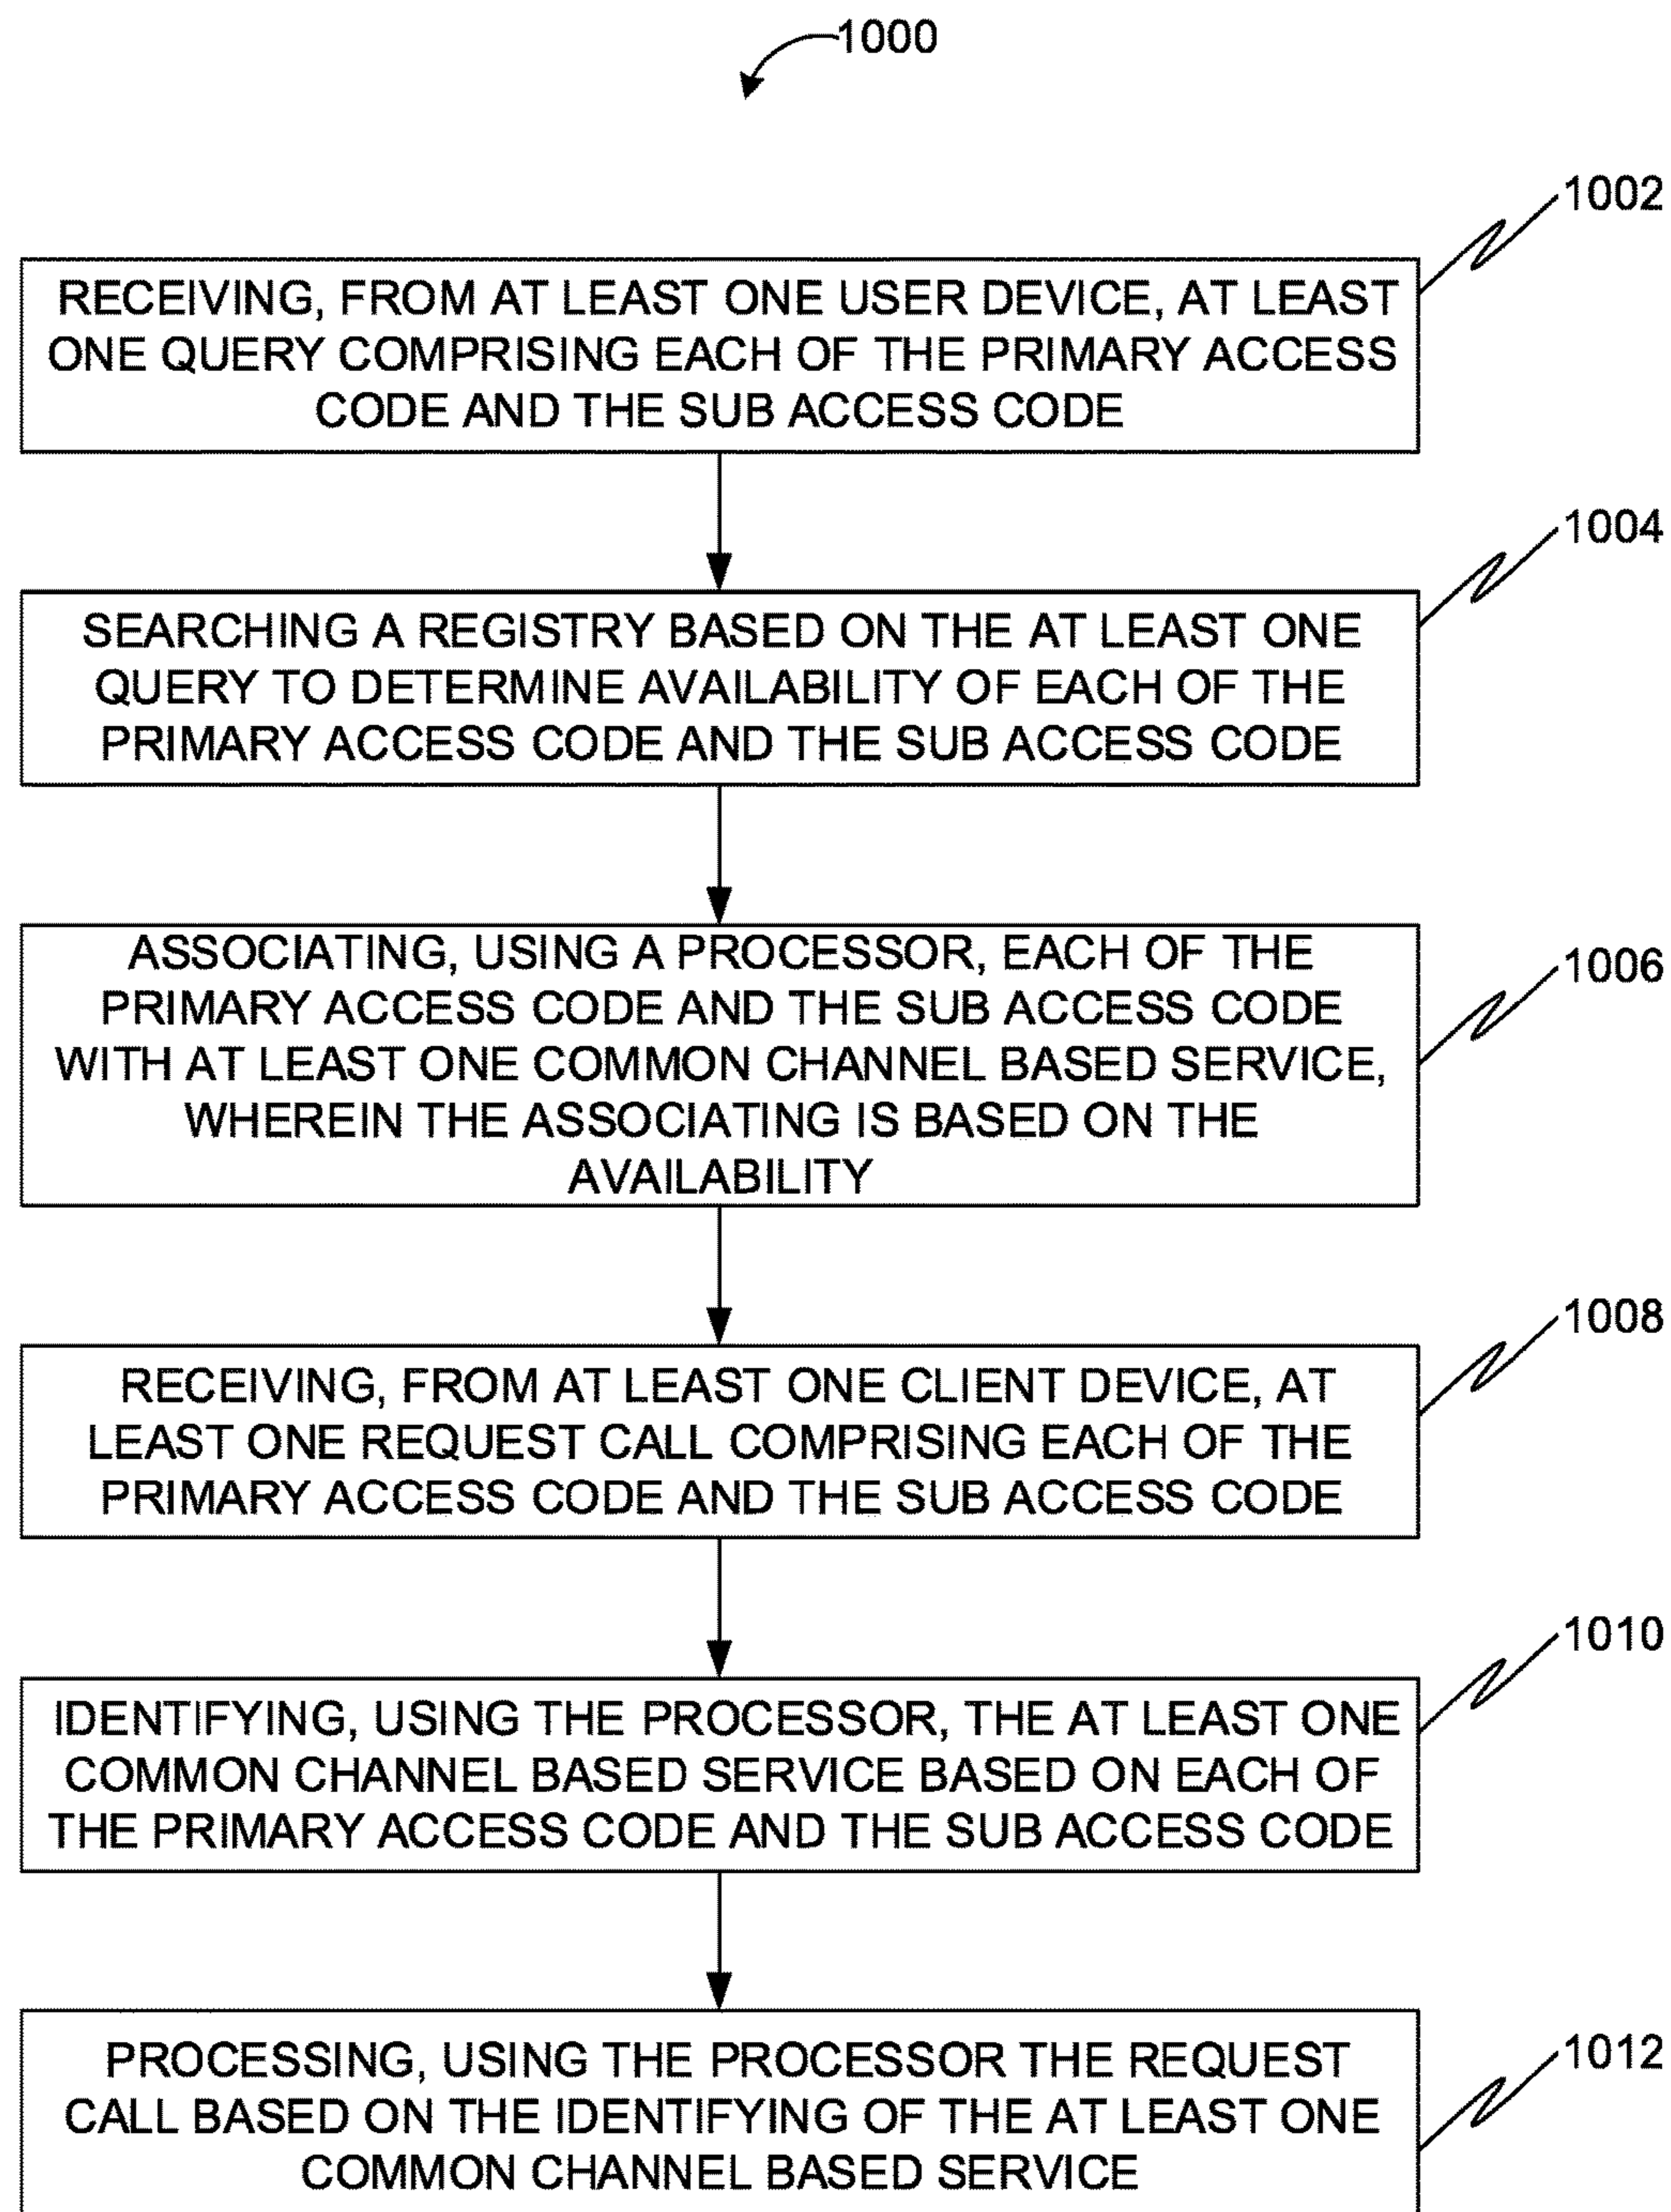 1000
1002
RECEIVING, FROM AT LEAST ONE USER DEVICE, AT LEAST
ONE QUERY COMPRISING EACH OF THE PRIMARY ACCESS
CODE AND THE SUB ACCESS CODE
1004
SEARCHING A REGISTRY BASED ON THE AT LEAST ONE
QUERY TO DETERMINE AVAILABILITY OF EACH OF THE
PRIMARY ACCESS CODE AND THE SUB ACCESS CODE
1006
ASSOCIATING, USING A PROCESSOR, EACH OF THE
PRIMARY ACCESS CODE AND THE SUB ACCESS CODE
WITH AT LEAST ONE COMMON CHANNEL BASED SERVICE,
WHEREIN THE ASSOCIATING IS BASED ON THE
AVAILABILITY
1008
RECEIVING, FROM AT LEAST ONE CLIENT DEVICE, AT
LEAST ONE REQUEST CALL COMPRISING EACH OF THE
PRIMARY ACCESS CODE AND THE SUB ACCESS CODE
1010
IDENTIFYING, USING THE PROCESSOR, THE AT LEAST ONE
COMMON CHANNEL BASED SERVICE BASED ON EACH OF
THE PRIMARY ACCESS CODE AND THE SUB ACCESS CODE
1012
PROCESSING, USING THE PROCESSOR THE REQUEST
CALL BASED ON THE IDENTIFYING OF THE AT LEAST ONE
COMMON CHANNEL BASED SERVICE